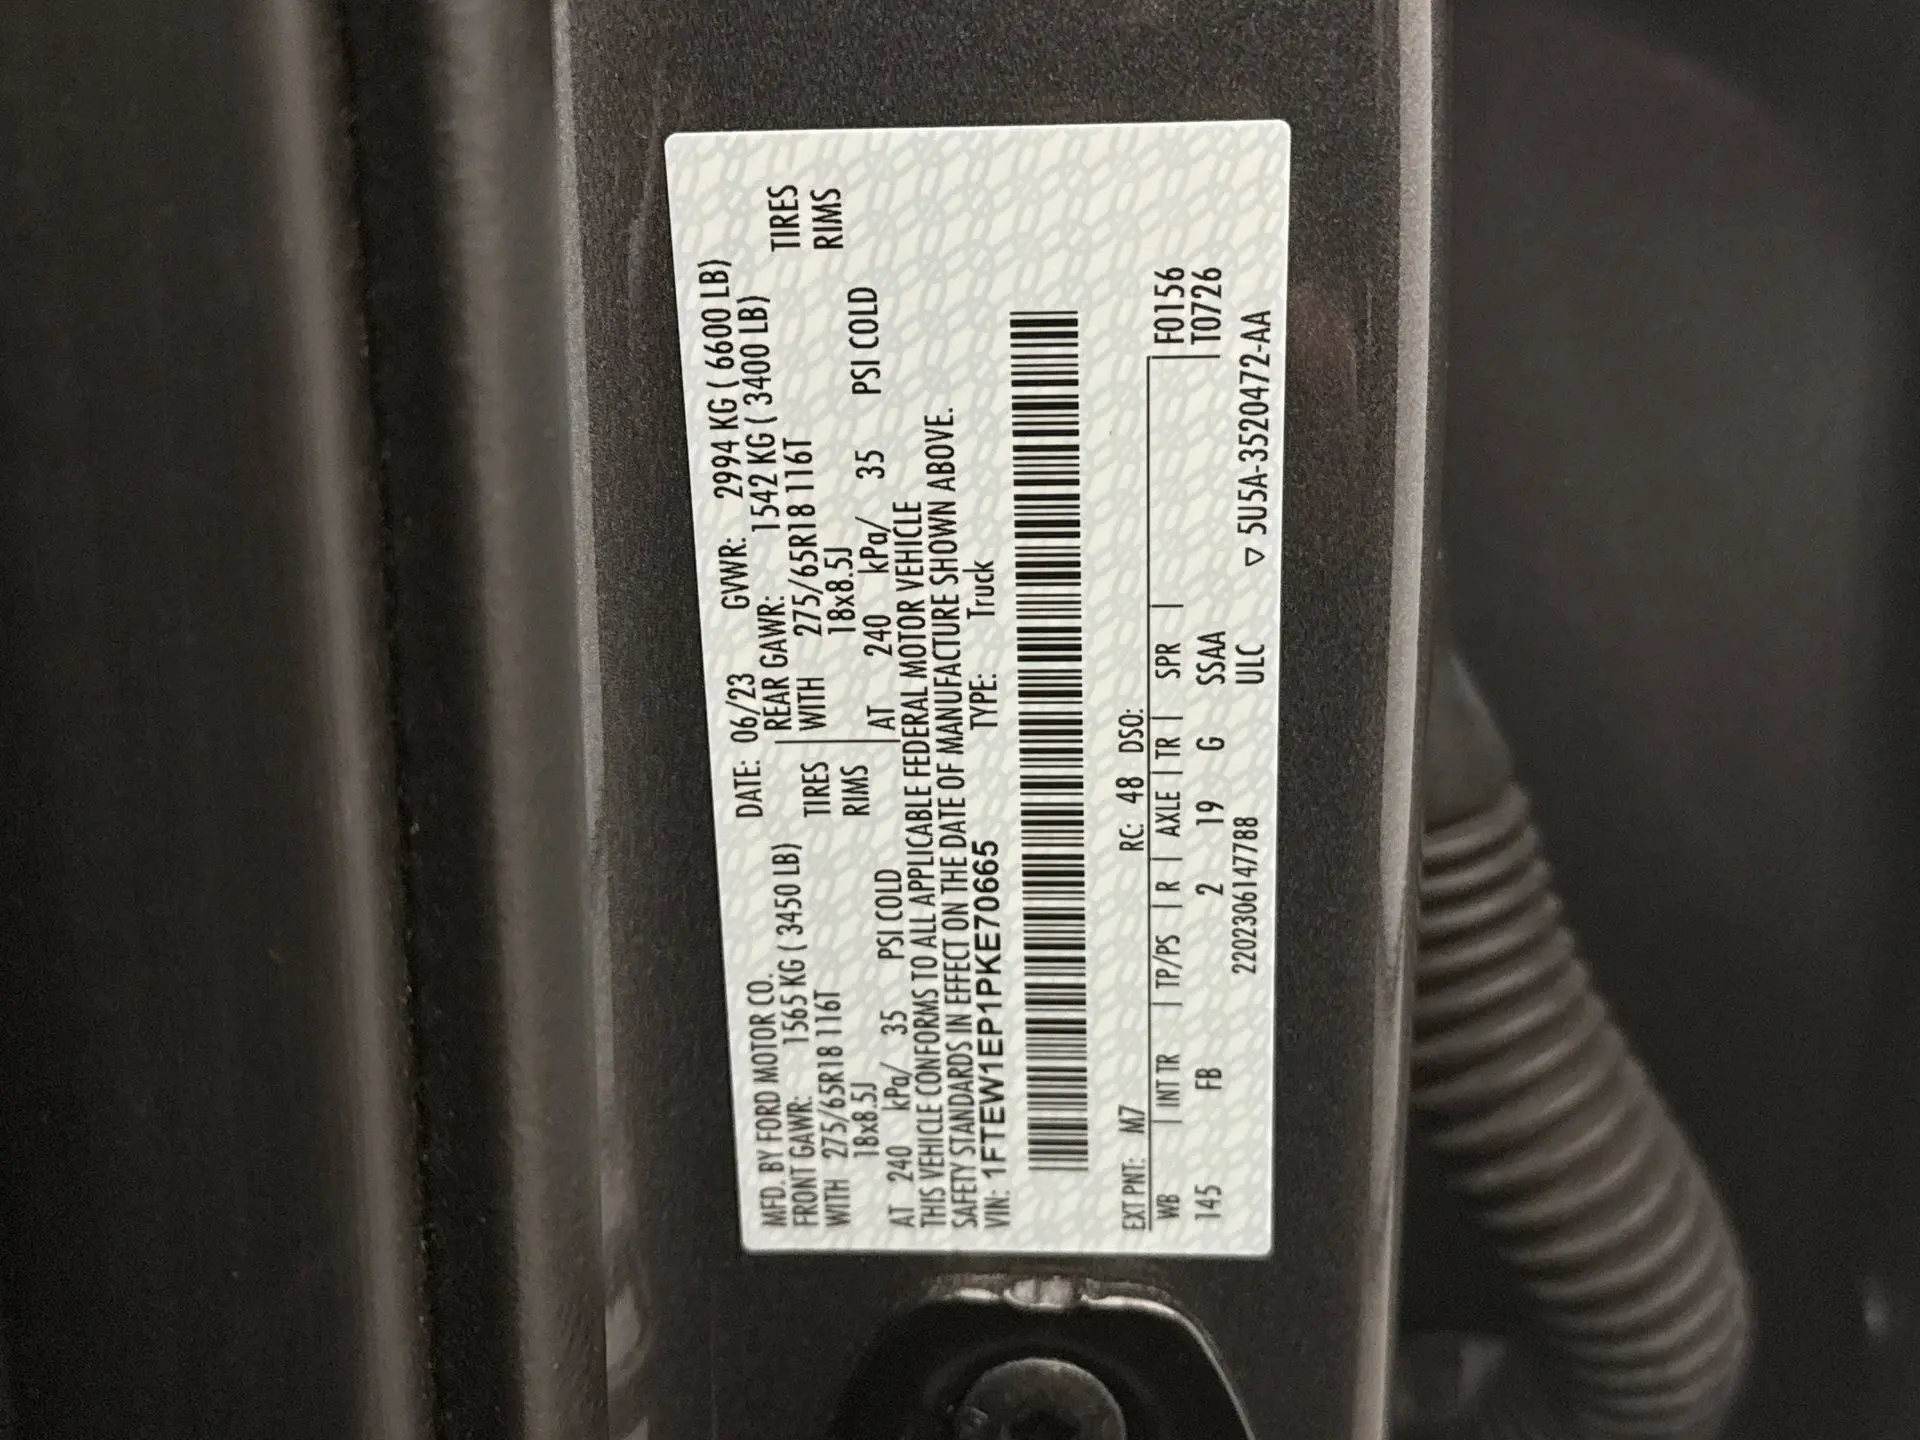 MFD. BY FORD MOTOR CO. DATE: 06/23 GVWR: 2994 KG ( 6600 LB)
FRONT GAWR: 1565 KG ( 3450 LB) REAR GAWR: 1542 KG ( 3400 LB)
WITH 275/65R18 116T TIRES WITH 275/65R18 116T TIRES
18x8.5J RIMS 18x8.5J RIMS
AT 240 kPa/ 35 PSI COLD AT 240 kPa/ 35 PSI COLD
THIS VEHICLE CONFORMS TO ALL APPLICABLE FEDERAL MOTOR VEHICLE
SAFETY STANDARDS IN EFFECT ON THE DATE OF MANUFACTURE SHOWN ABOVE.
VIN: 1FTEW1EP1PKE70665 TYPE: Truck
EXT PNT: M7 RC: 48 DSO:
WB | INT TR | TP/PS | R | AXLE | TR | SPR | F0156
145 FB 2 19 G SSAA T0726
2202306147788 ULC ▽ 5U5A-3520472-AA